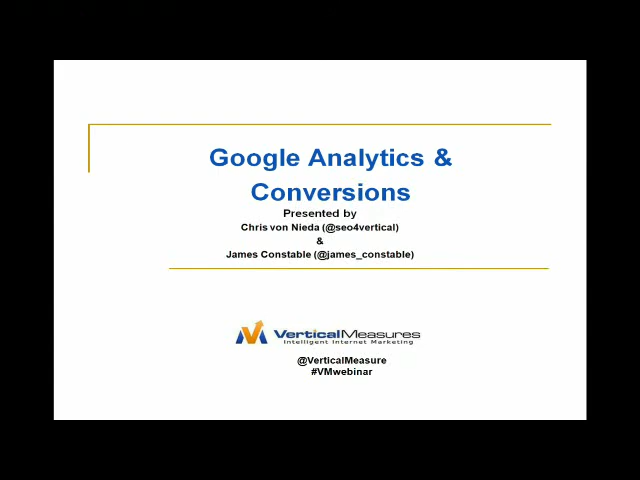 Google Analytics &
Conversions
Presented by
Chris von Nieda (@seo4vertical)
&
James Constable (@james_constable)
VerticalMeasures
Intelligent Internet Marketing
@VerticalMeasure
#VMwebinar